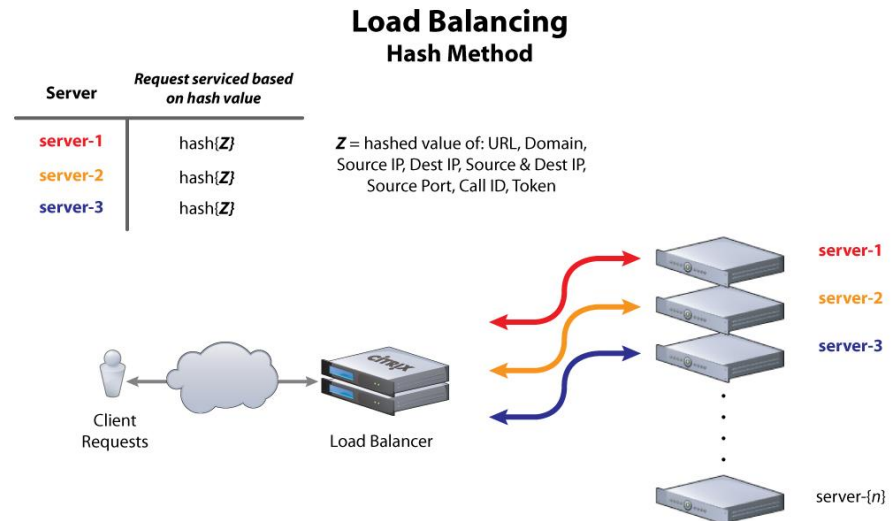 Load Balancing
Hash Method
Server
Request serviced based
on hash value
server-1
hash{Z}
server-2
hash{Z}
server-3
hash{Z}
Z = hashed value of: URL, Domain,
Source IP, Dest IP, Source & Dest IP,
Source Port, Call ID, Token
server-1
server-2
server-3
citrix
Client
Requests
Load Balancer
server-{n}